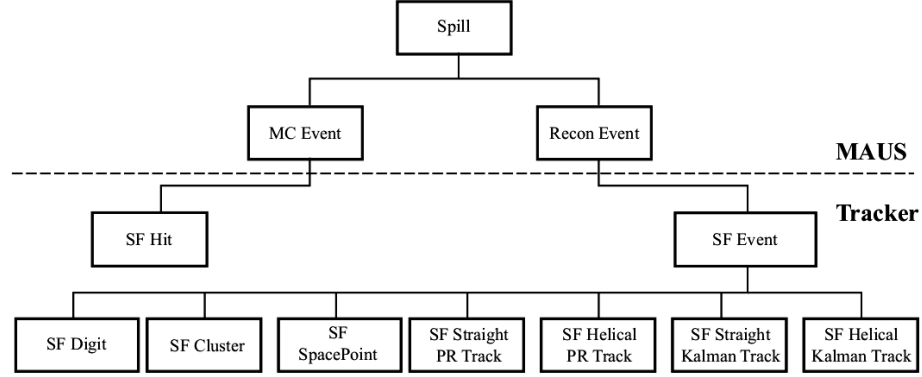 Spill
MC Event
Recon Event
MAUS
Tracker
SF Hit
SF Event
SF Digit
SF Cluster
SF
SpacePoint
SF Straight
PR Track
SF Helical
PR Track
SF Straight
Kalman Track
SF Helical
Kalman Track